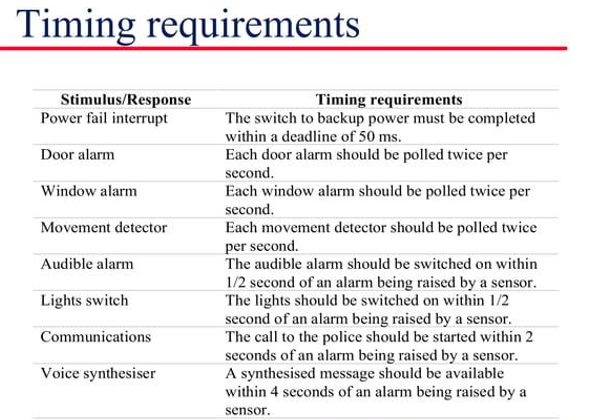 Timing requirements
Stimulus/Response Timing requirements
Power fail interrupt The switch to backup power must be completed
within a deadline of 50 ms.
Door alarm Each door alarm should be polled twice per
second.
Window alarm Each window alarm should be polled twice per
second.
Movement detector Each movement detector should be polled twice
per second.
Audible alarm The audible alarm should be switched on within
1/2 second of an alarm being raised by a sensor.
Lights switch The lights should be switched on within 1/2
second of an alarm being raised by a sensor.
Communications The call to the police should be started within 2
seconds of an alarm being raised by a sensor.
Voice synthesiser A synthesised message should be available
within 4 seconds of an alarm being raised by a
sensor.